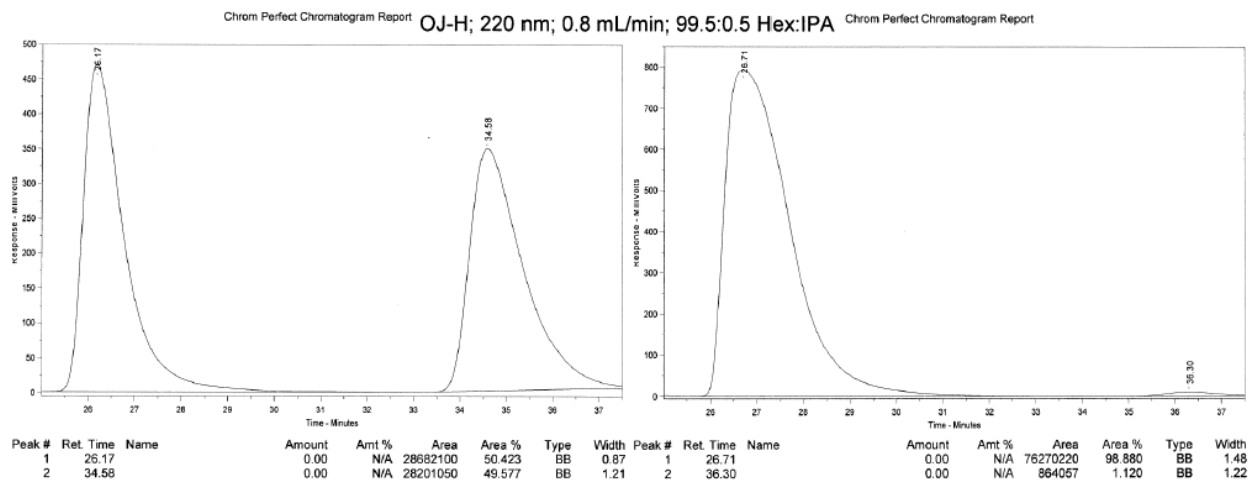 Chrom Perfect Chromatogram Report OJ-H; 220 nm; 0.8 mL/min; 99.5:0.5 Hex:IPA Chrom Perfect Chromatogram Report
500
450
400
350
300
250
200
150
100
50
0
Response - Millivolts
26.17
34.58
26 27 28 29 30 31 32 33 34 35 36 37
Time - Minutes
Peak # Ret. Time Name Amount Amt % Area Area % Type Width
1 26.17 0.00 N/A 28682100 50.423 BB 0.87
2 34.58 0.00 N/A 28201050 49.577 BB 1.21
800
700
600
500
400
300
200
100
0
Response - Millivolts
26.71
36.30
26 27 28 29 30 31 32 33 34 35 36 37
Time - Minutes
Peak # Ret. Time Name Amount Amt % Area Area % Type Width
1 26.71 0.00 N/A 76270220 98.880 BB 1.48
2 36.30 0.00 N/A 864057 1.120 BB 1.22